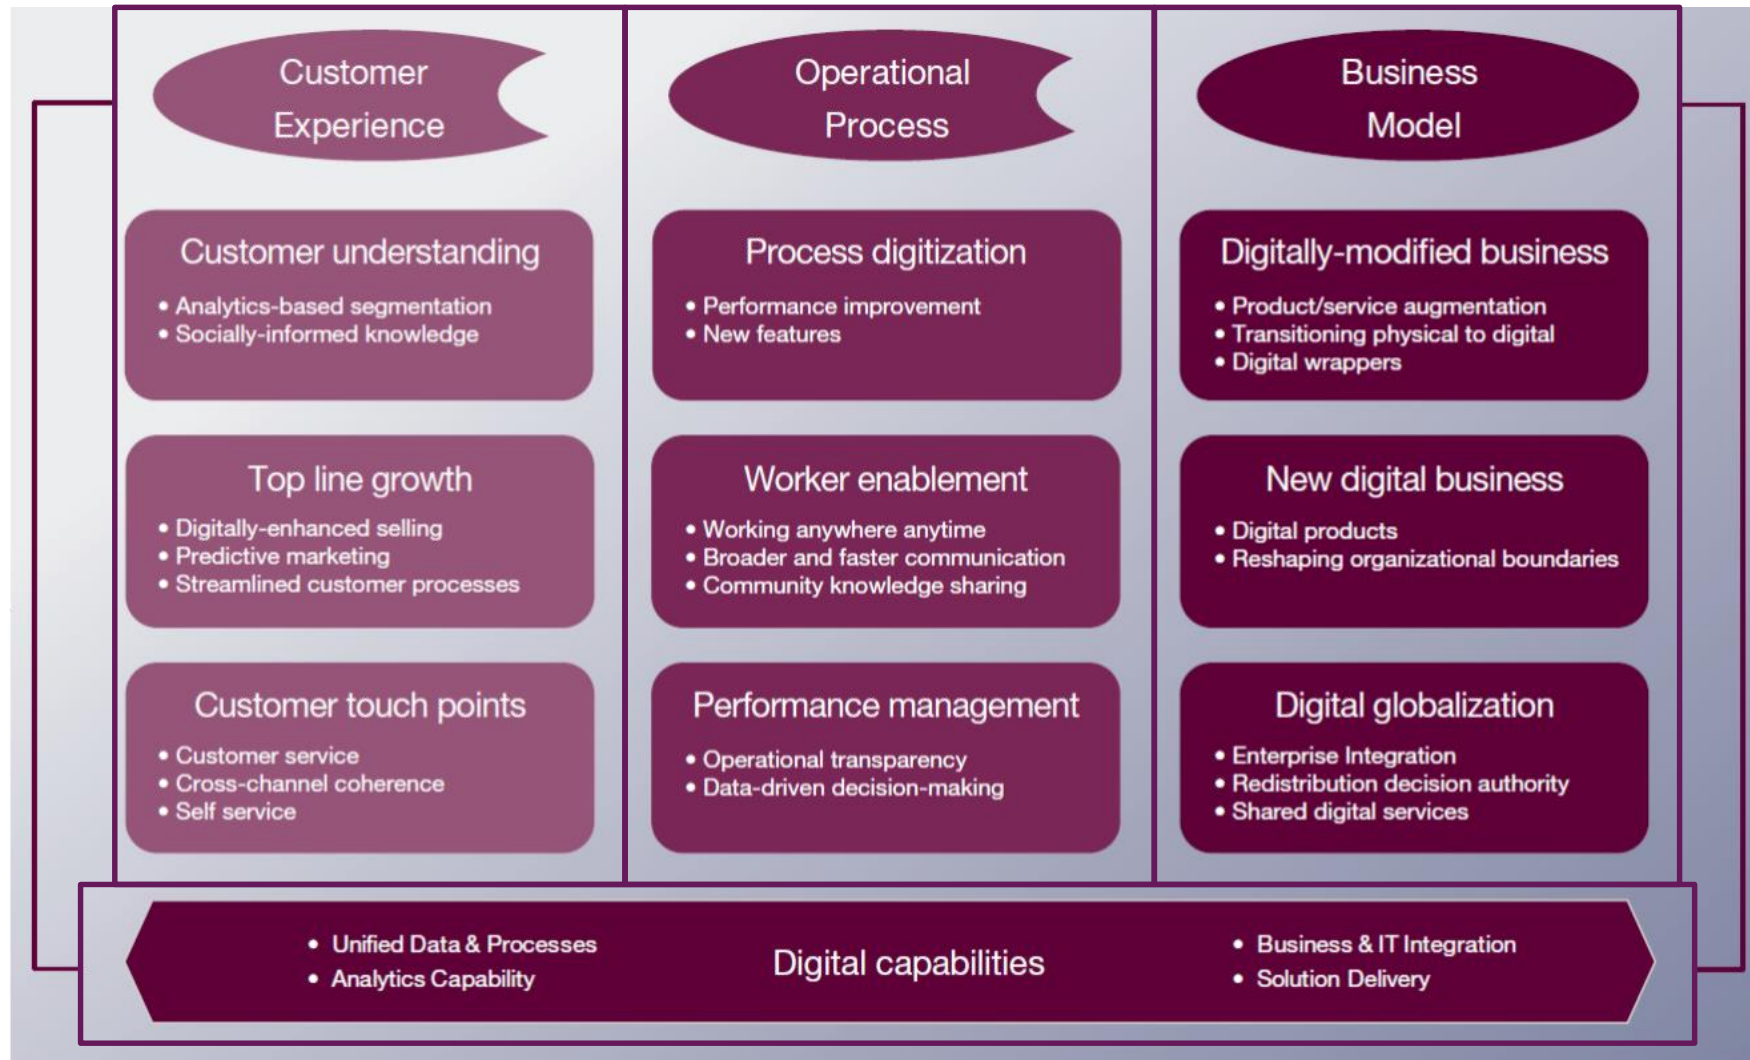 Customer
Experience
Customer understanding
• Analytics-based segmentation
• Socially-informed knowledge
Top line growth
• Digitally-enhanced selling
• Predictive marketing
• Streamlined customer processes
Customer touch points
• Customer service
• Cross-channel coherence
• Self service
Operational
Process
Process digitization
• Performance improvement
• New features
Worker enablement
• Working anywhere anytime
• Broader and faster communication
• Community knowledge sharing
Performance management
• Operational transparency
• Data-driven decision-making
Business
Model
Digitally-modified business
• Product/service augmentation
• Transitioning physical to digital
• Digital wrappers
New digital business
• Digital products
• Reshaping organizational boundaries
Digital globalization
• Enterprise Integration
• Redistribution decision authority
• Shared digital services
• Unified Data & Processes
• Analytics Capability
Digital capabilities
• Business & IT Integration
• Solution Delivery